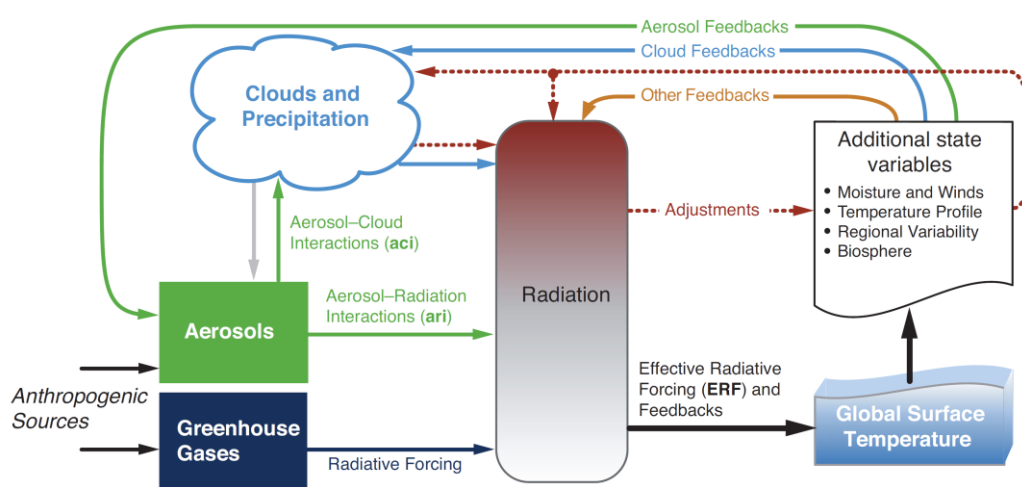 Aerosol Feedbacks
Cloud Feedbacks
Other Feedbacks
Clouds and
Precipitation
Additional state
variables
• Moisture and Winds
• Temperature Profile
• Regional Variability
• Biosphere
Adjustments
Aerosol–Cloud
Interactions (aci)
Radiation
Aerosol–Radiation
Interactions (ari)
Aerosols
Anthropogenic
Sources
Greenhouse
Gases
Radiative Forcing
Effective Radiative
Forcing (ERF) and
Feedbacks
Global Surface
Temperature